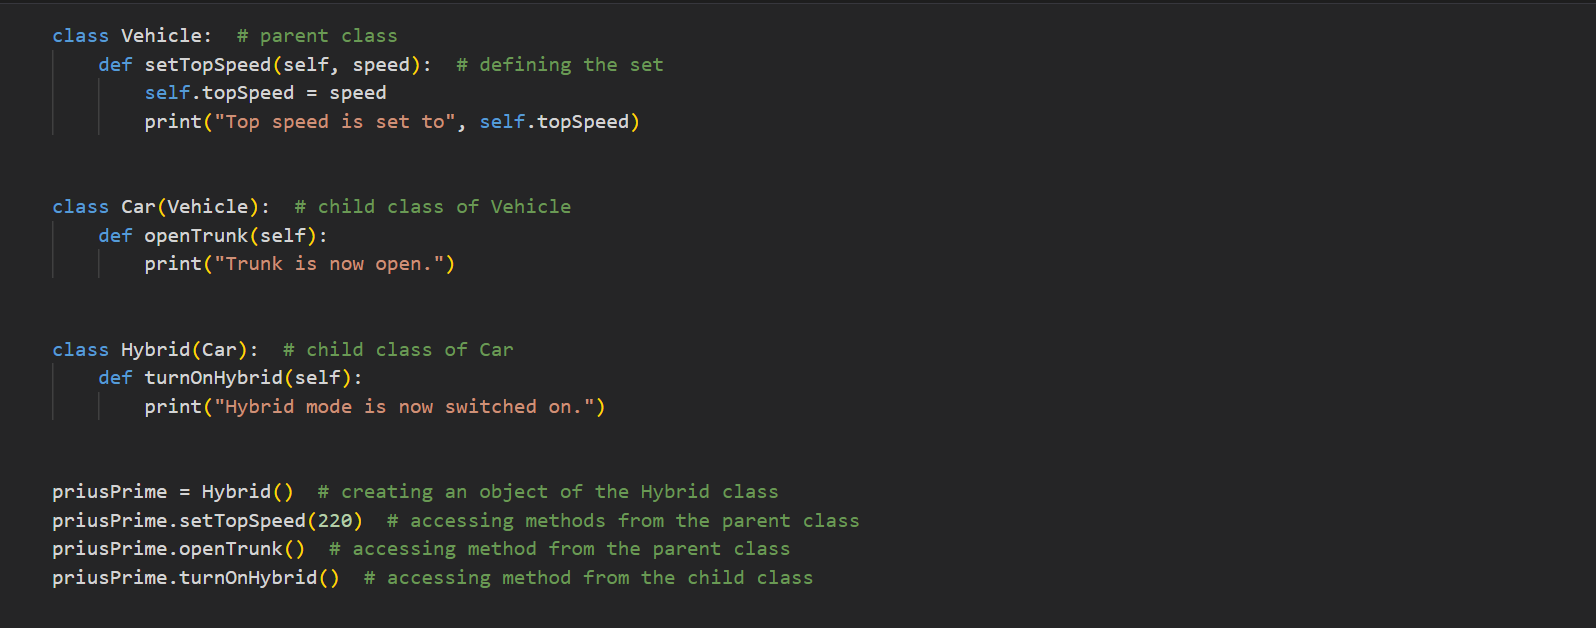 class Vehicle:  # parent class
    def setTopSpeed(self, speed):  # defining the set
        self.topSpeed = speed
        print("Top speed is set to", self.topSpeed)
class Car(Vehicle):  # child class of Vehicle
    def openTrunk(self):
        print("Trunk is now open.")
class Hybrid(Car):  # child class of Car
    def turnOnHybrid(self):
        print("Hybrid mode is now switched on.")
priusPrime = Hybrid()  # creating an object of the Hybrid class
priusPrime.setTopSpeed(220)  # accessing methods from the parent class
priusPrime.openTrunk()  # accessing method from the parent class
priusPrime.turnOnHybrid()  # accessing method from the child class